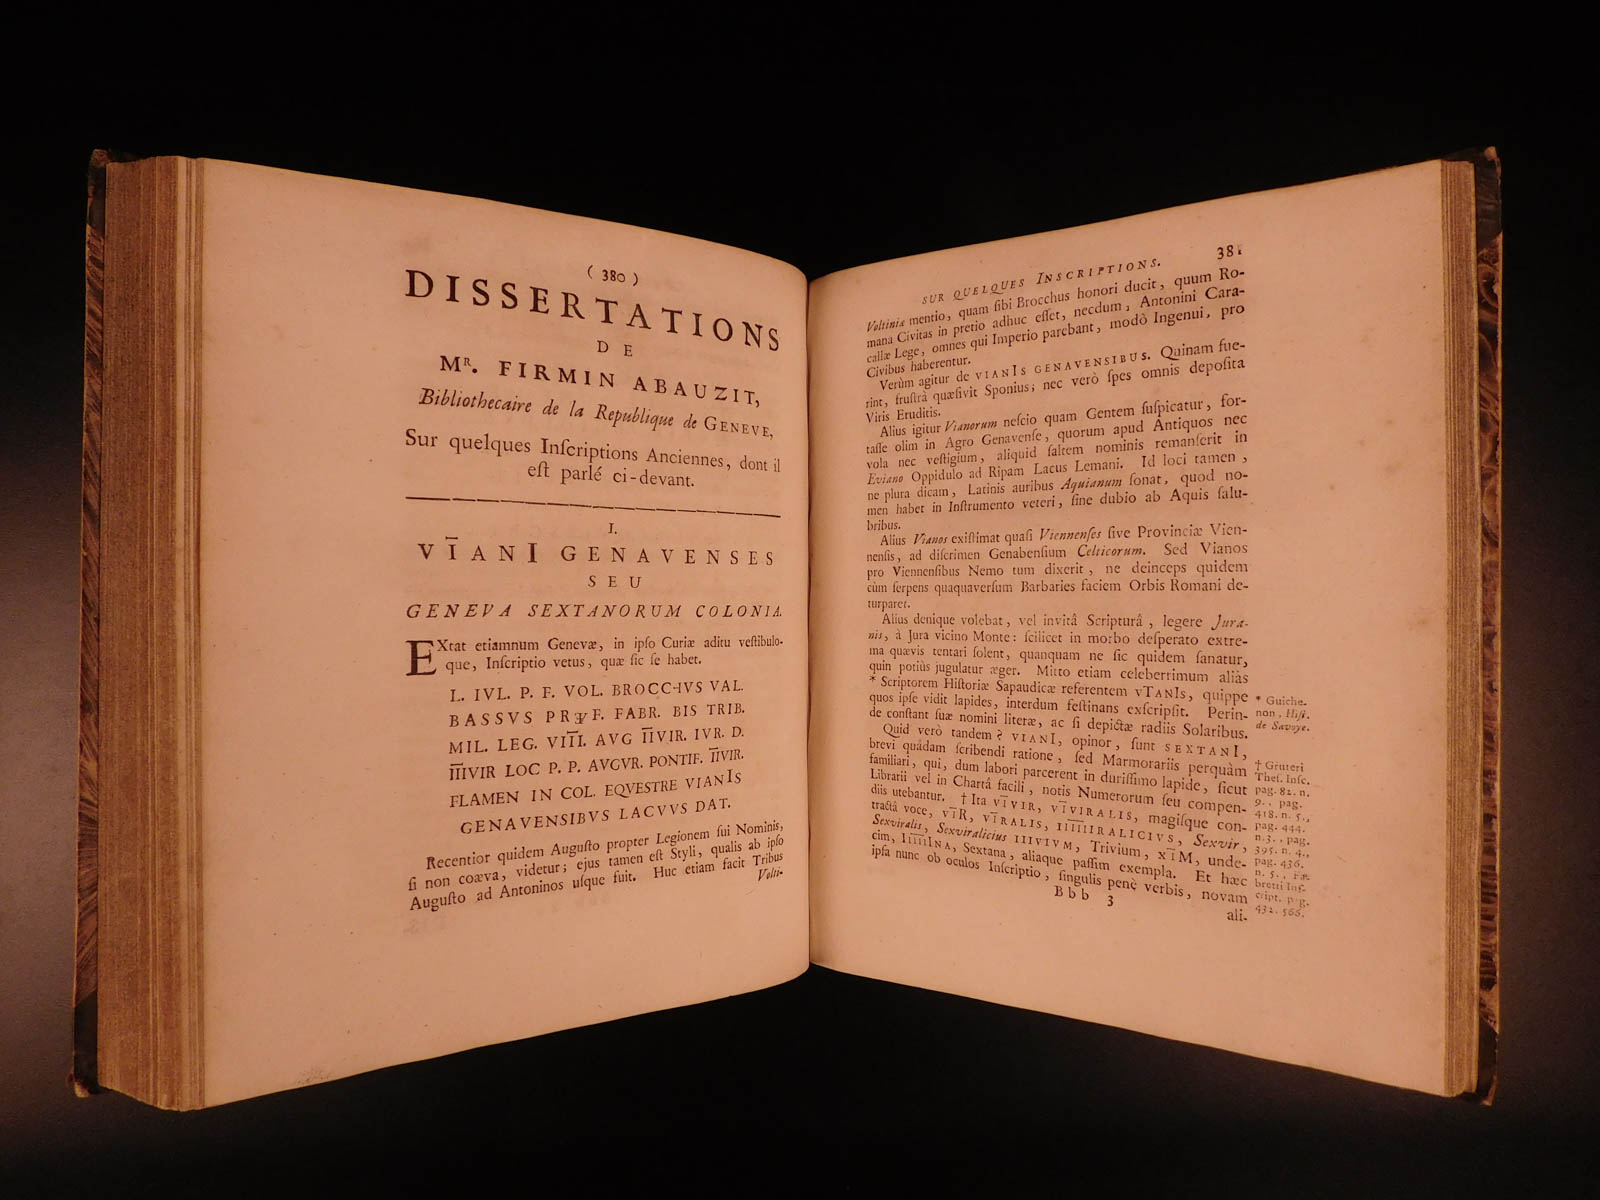 ( 380 )
DISSERTATIONS
DE
Mr. FIRMIN ABAUZIT,
Bibliothecaire de la Republique de GENEVE,
Sur quelques Inſcriptions Anciennes, dont il
eſt parlé ci-devant.
I.
VĪANI GENAVENSES
SEU
GENEVA SEXTANORUM COLONIA.
EXtat etiamnum Genevæ, in ipſo Curiæ aditu veſtibulo-
que, Inſcriptio vetus, quæ ſic ſe habet.
L. IVL. P. F. VOL. BROCCHVS VAL.
BASSVS PRÆF. FABR. BIS TRIB.
MIL. LEG. VIII. AVG IIVIR. IVR. D.
IIIVIR LOC P. P. AVGVR. PONTIF. IIVIR.
FLAMEN IN COL. EQVESTRE VIANIS
GENAVENSIBVS LACVVS DAT.
Recentior quidem Auguſto propter Legionem ſui Nominis,
ſi non coæva, videtur; ejus tamen eſt Styli, qualis ab ipſo
Auguſto ad Antoninos uſque fuit. Huc etiam facit Tribus
Volti-
SUR QUELQUES INSCRIPTIONS. 381
Voltinia mentio, quam ſibi Brocchus honori ducit, quum Ro-
mana Civitas in pretio adhuc eſſet, necdum, Antonini Cara-
callæ Lege, omnes qui Imperio parebant, modò Ingenui, pro
Civibus haberentur.
Verùm agitur de VIANIS GENAVENSIBUS. Quinam fue-
rint, fruſtrà quæſivit Sponius; nec verò ſpes omnis depoſita
Viris Eruditis.
Alius igitur Vianorum neſcio quam Gentem ſuſpicatur, for-
taſſe olim in Agro Genavenſe, quorum apud Antiquos nec
vola nec veſtigium, aliquid ſaltem nominis remanſerit in
Eviano Oppidulo ad Ripam Lacus Lemani. Id loci tamen,
ne plura dicam, Latinis auribus Aquianum ſonat, quod no-
men habet in Inſtrumento veteri, ſine dubio ab Aquis ſalu-
bribus.
Alius Vianos exiſtimat quaſi Viennenſes ſive Provinciæ Vien-
nenſis, ad diſcrimen Genabenſium Celticorum. Sed Vianos
pro Viennenſibus Nemo tum dixerit, ne deinceps quidem
cùm ſerpens quaquaverſum Barbaries faciem Orbis Romani de-
turparet.
Alius denique volebat, vel invitâ Scripturâ, legere Jura-
nis, à Jura vicino Monte: ſcilicet in morbo deſperato extre-
ma quævis tentari ſolent, quanquam ne ſic quidem ſanatur,
quin potiùs jugulatur æger. Mitto etiam celeberrimum aliàs
* Scriptorem Hiſtoriæ Sapaudicæ referentem VTANIS, quippe
quos ipſe vidit lapides, interdum feſtinans exſcripſit. Perin-
de conſtant ſuæ nomini literæ, ac ſi depictæ radiis Solaribus.
* Guiche-
non, Hiſt.
de Savoye.
Quid verò tandem? VIANI, opinor, ſunt SEXTANI,
brevi quâdam ſcribendi ratione, ſed Marmorariis perquàm
familiari, qui, dum labori parcerent in duriſſimo lapide, ſicut
Librarii vel in Chartâ facili, notis Numerorum ſeu compen-
diis utebantur. † Ita VĪVIR, VĪVIRALIS, magiſque con-
tractâ voce, VĪR, VĪRALIS, IIIIIIRALICIVS, Sexvir,
Sexviralis, Sexviralicius IIIVIVM, Trivium, XĪM, unde-
cim, IIIIIINA, Sextana, aliaque paſſim exempla. Et hæc
ipſa nunc ob oculos Inſcriptio, ſingulis penè verbis, novam
† Gruteri
Theſ. Inſc.
pag. 82. n.
9., pag.
418. n. 5.,
pag. 444.
n. 3., pag.
395. n. 4.,
pag. 436.
n. 5., Fa-
bretti Inſ-
cript. pag.
432. 566.
Bbb 3
ali-